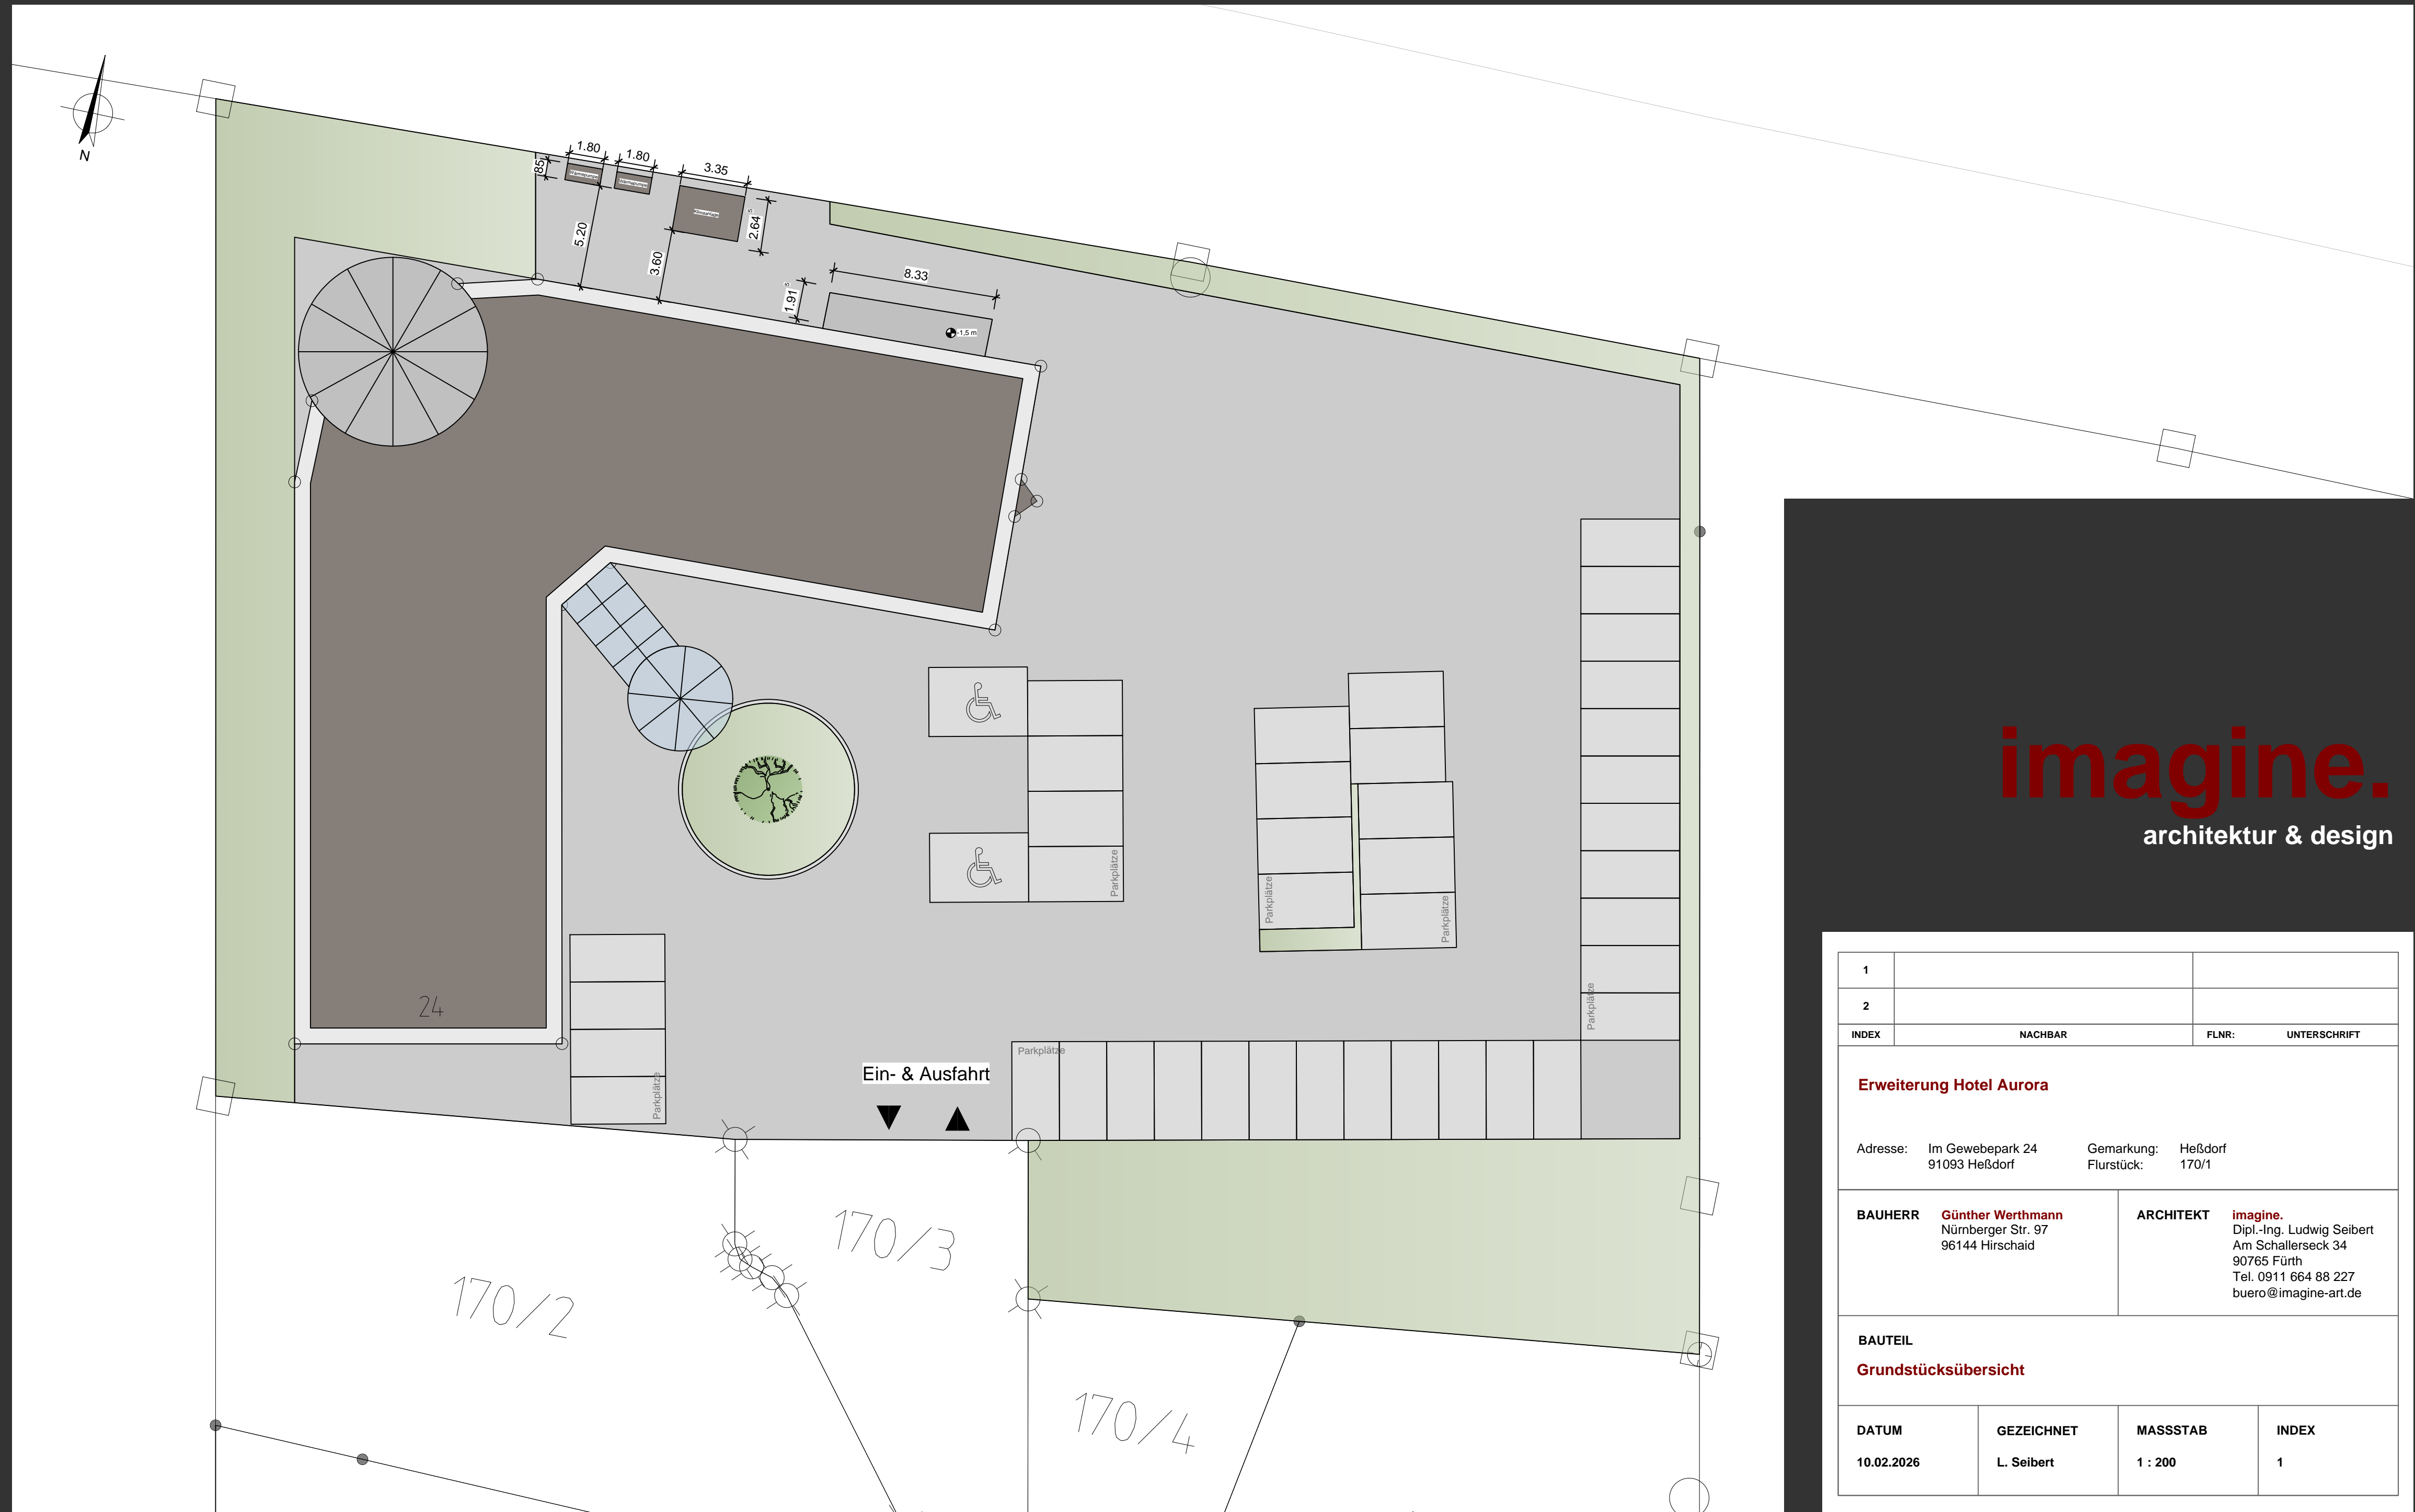 N
1.80
1.80
3.35
85
5.20
3.60
2.64⁵
1.91⁵
8.33
-1,5 m
24
Parkplätze
Parkplätze
Parkplätze
Parkplätze
Parkplätze
Parkplätze
Ein- & Ausfahrt
170/3
170/2
170/4
imagine.
architektur & design
1
2
INDEX NACHBAR FLNR: UNTERSCHRIFT
Erweiterung Hotel Aurora
Adresse: Im Gewebepark 24 Gemarkung: Heßdorf
91093 Heßdorf Flurstück: 170/1
BAUHERR Günther Werthmann
Nürnberger Str. 97
96144 Hirschaid
ARCHITEKT imagine.
Dipl.-Ing. Ludwig Seibert
Am Schallerseck 34
90765 Fürth
Tel. 0911 664 88 227
buero@imagine-art.de
BAUTEIL
Grundstücksübersicht
DATUM GEZEICHNET MASSSTAB INDEX
10.02.2026 L. Seibert 1 : 200 1